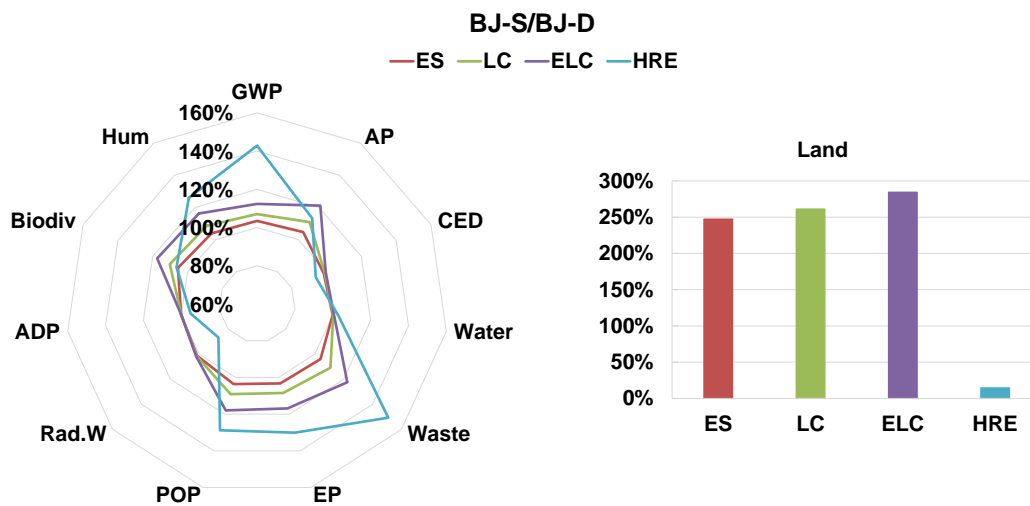 BJ-S/BJ-D
ES LC ELC HRE
GWP
160%
140%
120%
100%
80%
60%
AP
CED
Water
Waste
EP
POP
Rad.W
ADP
Biodiv
Hum
Land
300%
250%
200%
150%
100%
50%
0%
ES LC ELC HRE